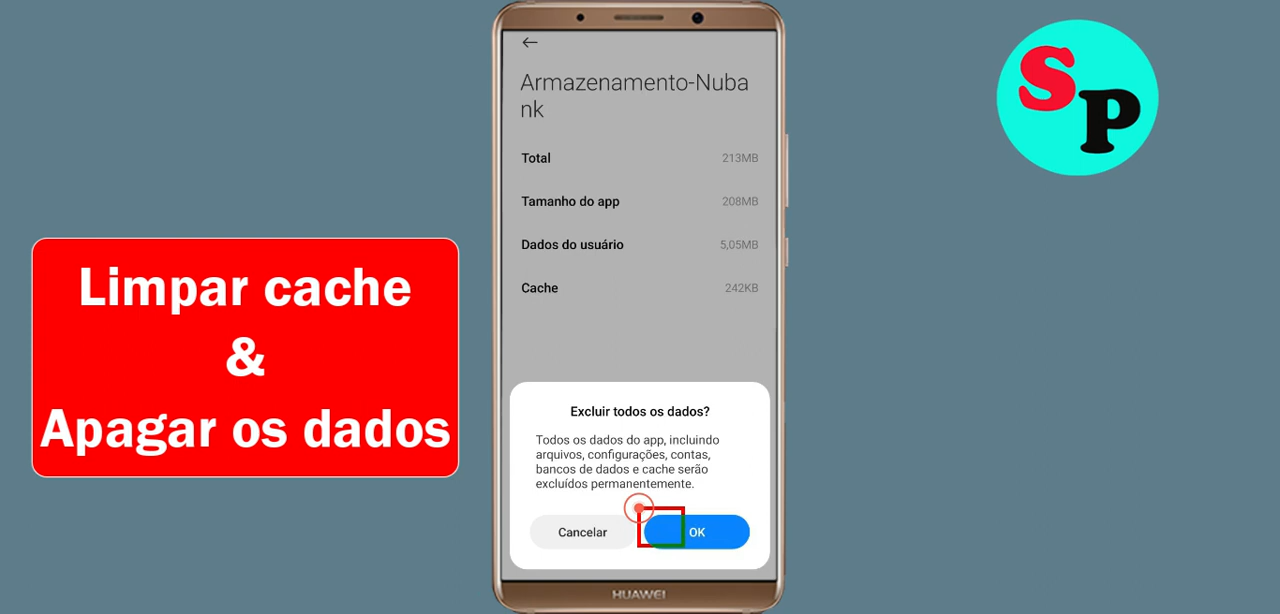 S
P
Armazenamento-Nuba
nk
Total 213MB
Tamanho do app 208MB
Dados do usuário 5,05MB
Cache 242KB
Limpar cache
&
Apagar os dados
Excluir todos os dados?
Todos os dados do app, incluindo
arquivos, configurações, contas,
bancos de dados e cache serão
excluídos permanentemente.
Cancelar OK
HUAWEI